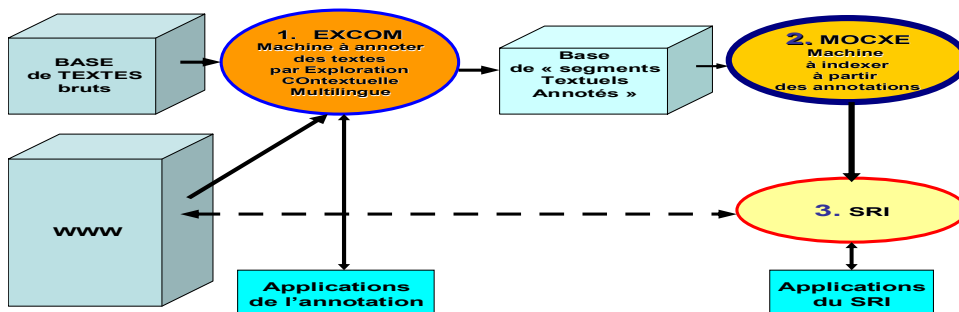 BASE
de TEXTES
bruts
1. EXCOM
Machine à annoter
des textes
par Exploration
COntextuelle
Multilingue
Base
de « segments
Textuels
Annotés »
2. MOCXE
Machine
à indexer
à partir
des annotations
www
3. SRI
Applications
de l’annotation
Applications
du SRI